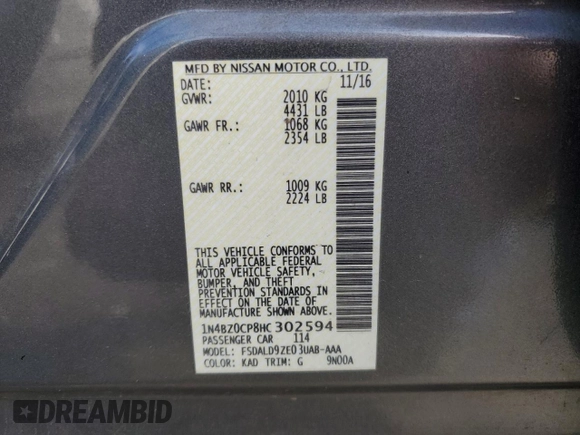 MFD BY NISSAN MOTOR CO., LTD.
DATE: 11/16
GVWR: 2010 KG
4431 LB
GAWR FR.: 1068 KG
2354 LB
GAWR RR.: 1009 KG
2224 LB
THIS VEHICLE CONFORMS TO
ALL APPLICABLE FEDERAL
MOTOR VEHICLE SAFETY,
BUMPER, AND THEFT
PREVENTION STANDARDS IN
EFFECT ON THE DATE OF
MANUFACTURE SHOWN ABOVE.
1N4BZ0CP8HC302594
PASSENGER CAR 114
MODEL: FSDALD9ZE03UAB-AAA
COLOR: KAD TRIM: G 9N00A
DREAMBID